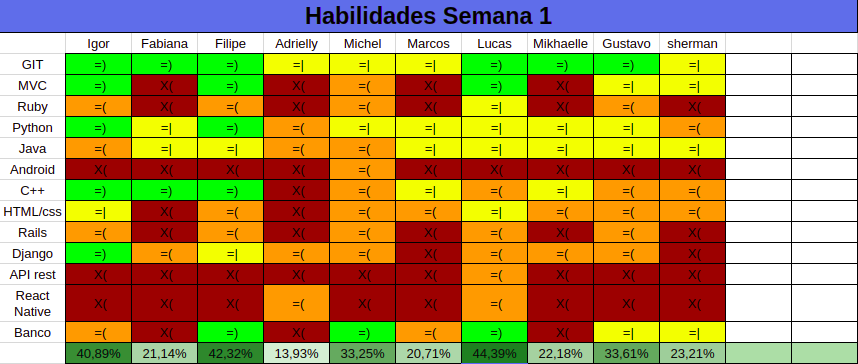 Habilidades Semana 1
Igor Fabiana Filipe Adrielly Michel Marcos Lucas Mikhaelle Gustavo sherman
GIT =) =) =) =| =| =| =) =) =) =|
MVC =) X( =) X( =( X( =) X( =| =|
Ruby =( X( =( X( =( X( =| X( =( X(
Python =) =| =) =( =| =| =| =| =| =(
Java =( =| =| =( =( =| =| =| =| =|
Android X( X( X( X( =( X( X( X( X( X(
C++ =) =) =) X( =( =| =( =| =( =(
HTML/css =| X( =( X( =( =( =| =( =( =(
Rails =( X( =( X( =( X( =( X( =( X(
Django =) =( =| =( =( X( =( =( =( X(
API rest X( X( X( X( X( X( =( X( X( X(
React
Native X( X( X( =( X( X( =( X( X( X(
Banco =( X( =) X( =) =( =) X( =| =|
40,89% 21,14% 42,32% 13,93% 33,25% 20,71% 44,39% 22,18% 33,61% 23,21%